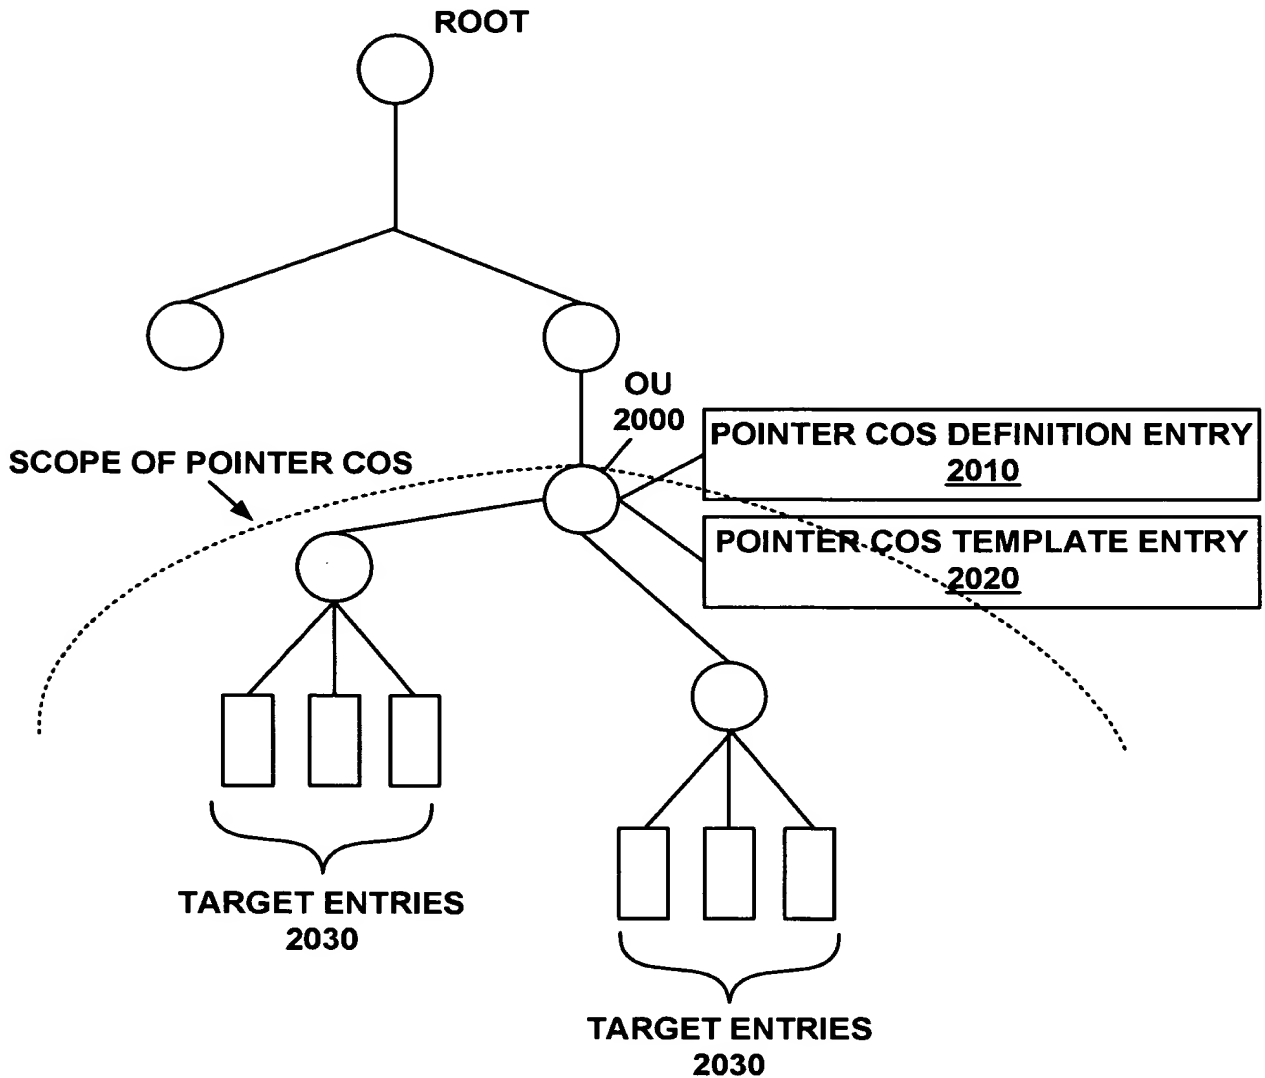 ROOT
OU
2000
POINTER COS DEFINITION ENTRY
2010
SCOPE OF POINTER COS
POINTER COS TEMPLATE ENTRY
2020
TARGET ENTRIES
2030
TARGET ENTRIES
2030